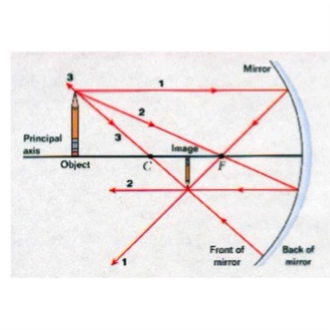 3
1
Mirror
2
3
Principal
axis
Image
Object
C
F
2
Front of
mirror
Back of
mirror
1